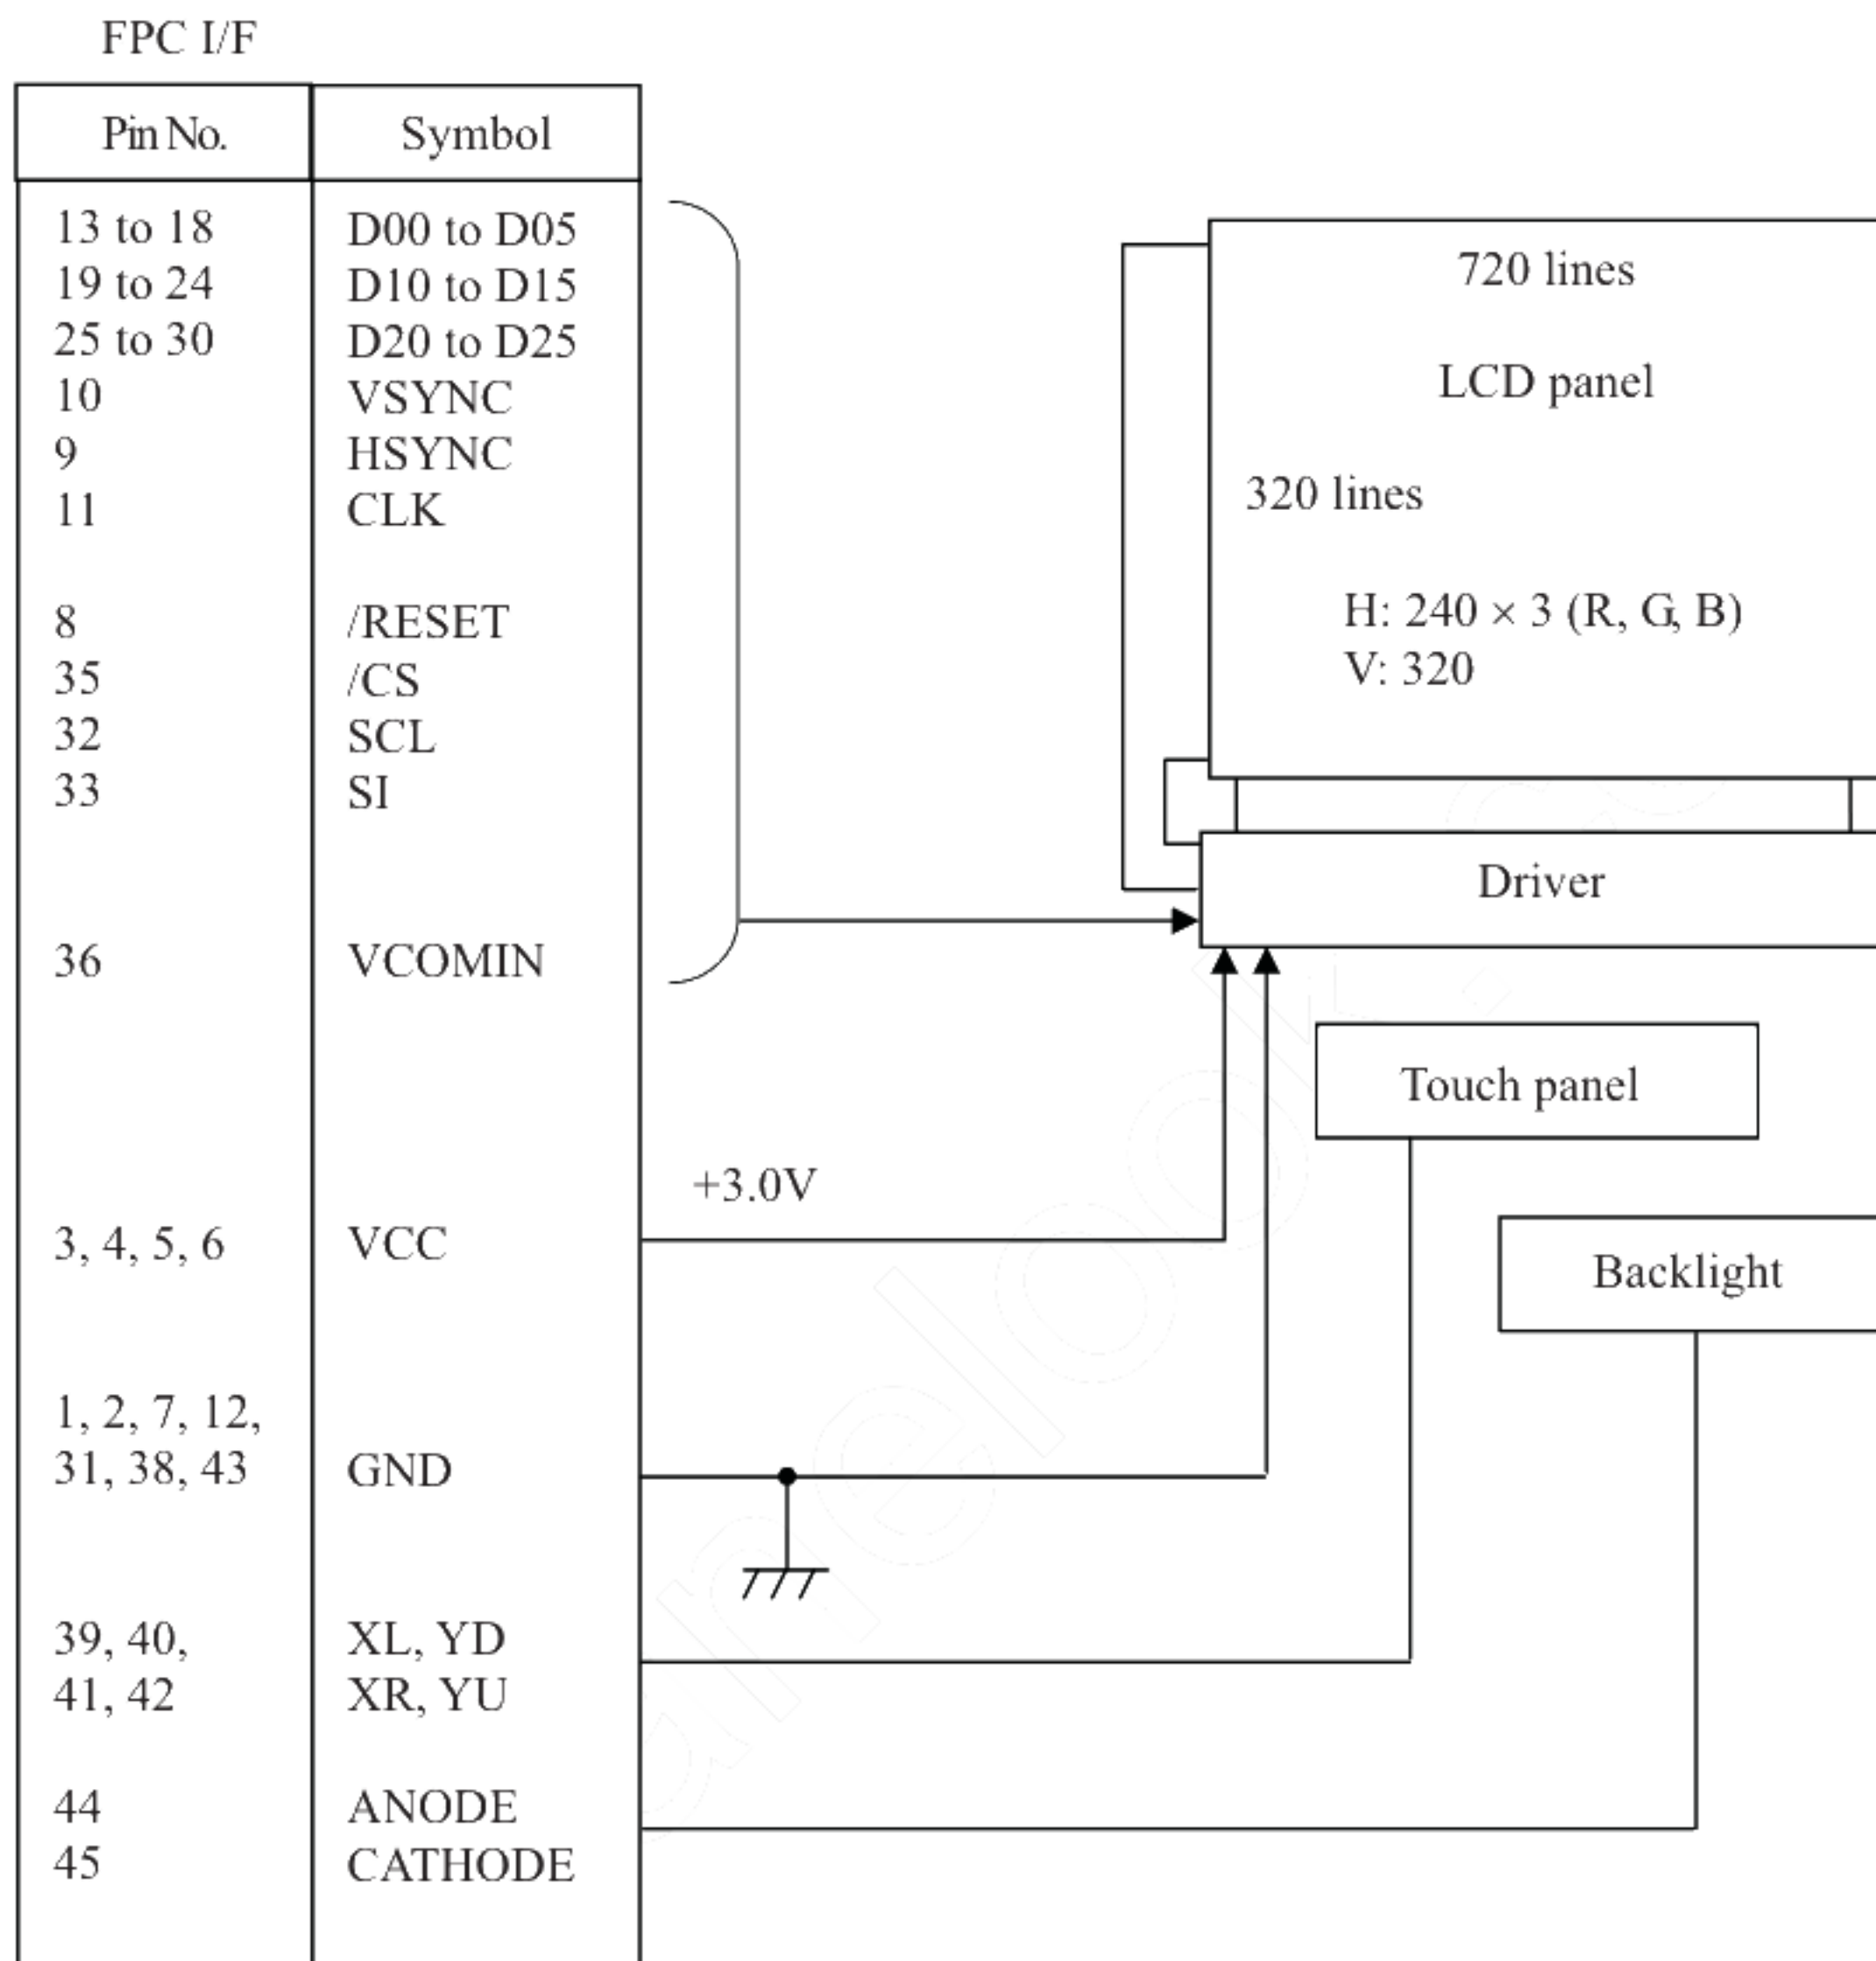 FPC I/F
Pin No. Symbol
13 to 18 D00 to D05
19 to 24 D10 to D15
25 to 30 D20 to D25
10 VSYNC
9 HSYNC
11 CLK
8 /RESET
35 /CS
32 SCL
33 SI
36 VCOMIN
3, 4, 5, 6 VCC
1, 2, 7, 12,
31, 38, 43 GND
39, 40, XL, YD
41, 42 XR, YU
44 ANODE
45 CATHODE
+3.0V
720 lines
LCD panel
320 lines
H: 240 × 3 (R, G, B)
V: 320
Driver
Touch panel
Backlight